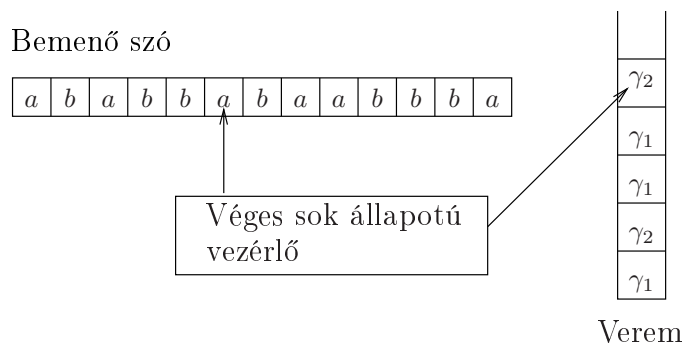 Bemenő szó
a b a b b a b a a b b b a
γ2
γ1
γ1
γ2
γ1
Véges sok állapotú
vezérlő
Verem